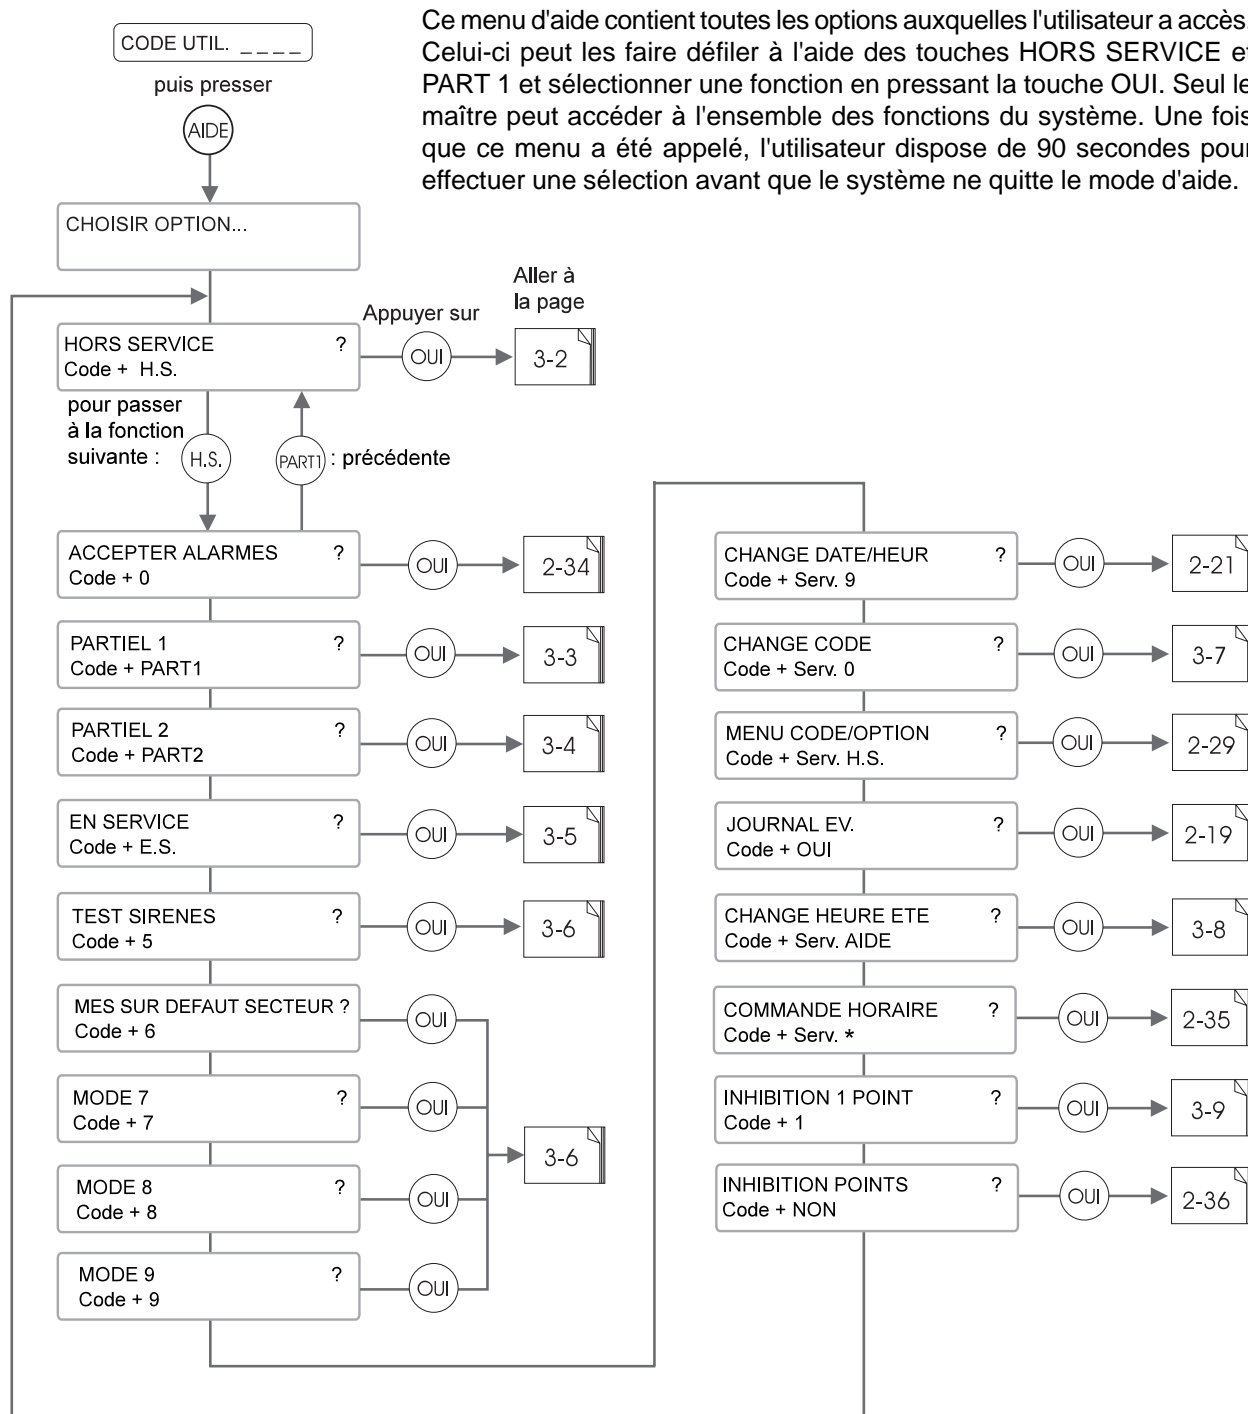 Ce menu d'aide contient toutes les options auxquelles l'utilisateur a accès
Celui-ci peut les faire défiler à l'aide des touches HORS SERVICE et
PART 1 et sélectionner une fonction en pressant la touche OUI. Seul le
maître peut accéder à l'ensemble des fonctions du système. Une fois
que ce menu a été appelé, l'utilisateur dispose de 90 secondes pour
effectuer une sélection avant que le système ne quitte le mode d'aide.
CODE UTIL. _ _ _ _
puis presser
AIDE
CHOISIR OPTION...
Appuyer sur
Aller à
la page
HORS SERVICE ?
Code + H.S.
OUI
3-2
pour passer
à la fonction
suivante :
H.S.
PART1
: précédente
ACCEPTER ALARMES ?
Code + 0
OUI
2-34
PARTIEL 1 ?
Code + PART1
OUI
3-3
PARTIEL 2 ?
Code + PART2
OUI
3-4
EN SERVICE ?
Code + E.S.
OUI
3-5
TEST SIRENES ?
Code + 5
OUI
3-6
MES SUR DEFAUT SECTEUR ?
Code + 6
OUI
MODE 7 ?
Code + 7
OUI
3-6
MODE 8 ?
Code + 8
OUI
MODE 9 ?
Code + 9
OUI
CHANGE DATE/HEUR ?
Code + Serv. 9
OUI
2-21
CHANGE CODE ?
Code + Serv. 0
OUI
3-7
MENU CODE/OPTION ?
Code + Serv. H.S.
OUI
2-29
JOURNAL EV. ?
Code + OUI
OUI
2-19
CHANGE HEURE ETE ?
Code + Serv. AIDE
OUI
3-8
COMMANDE HORAIRE ?
Code + Serv. *
OUI
2-35
INHIBITION 1 POINT ?
Code + 1
OUI
3-9
INHIBITION POINTS ?
Code + NON
OUI
2-36